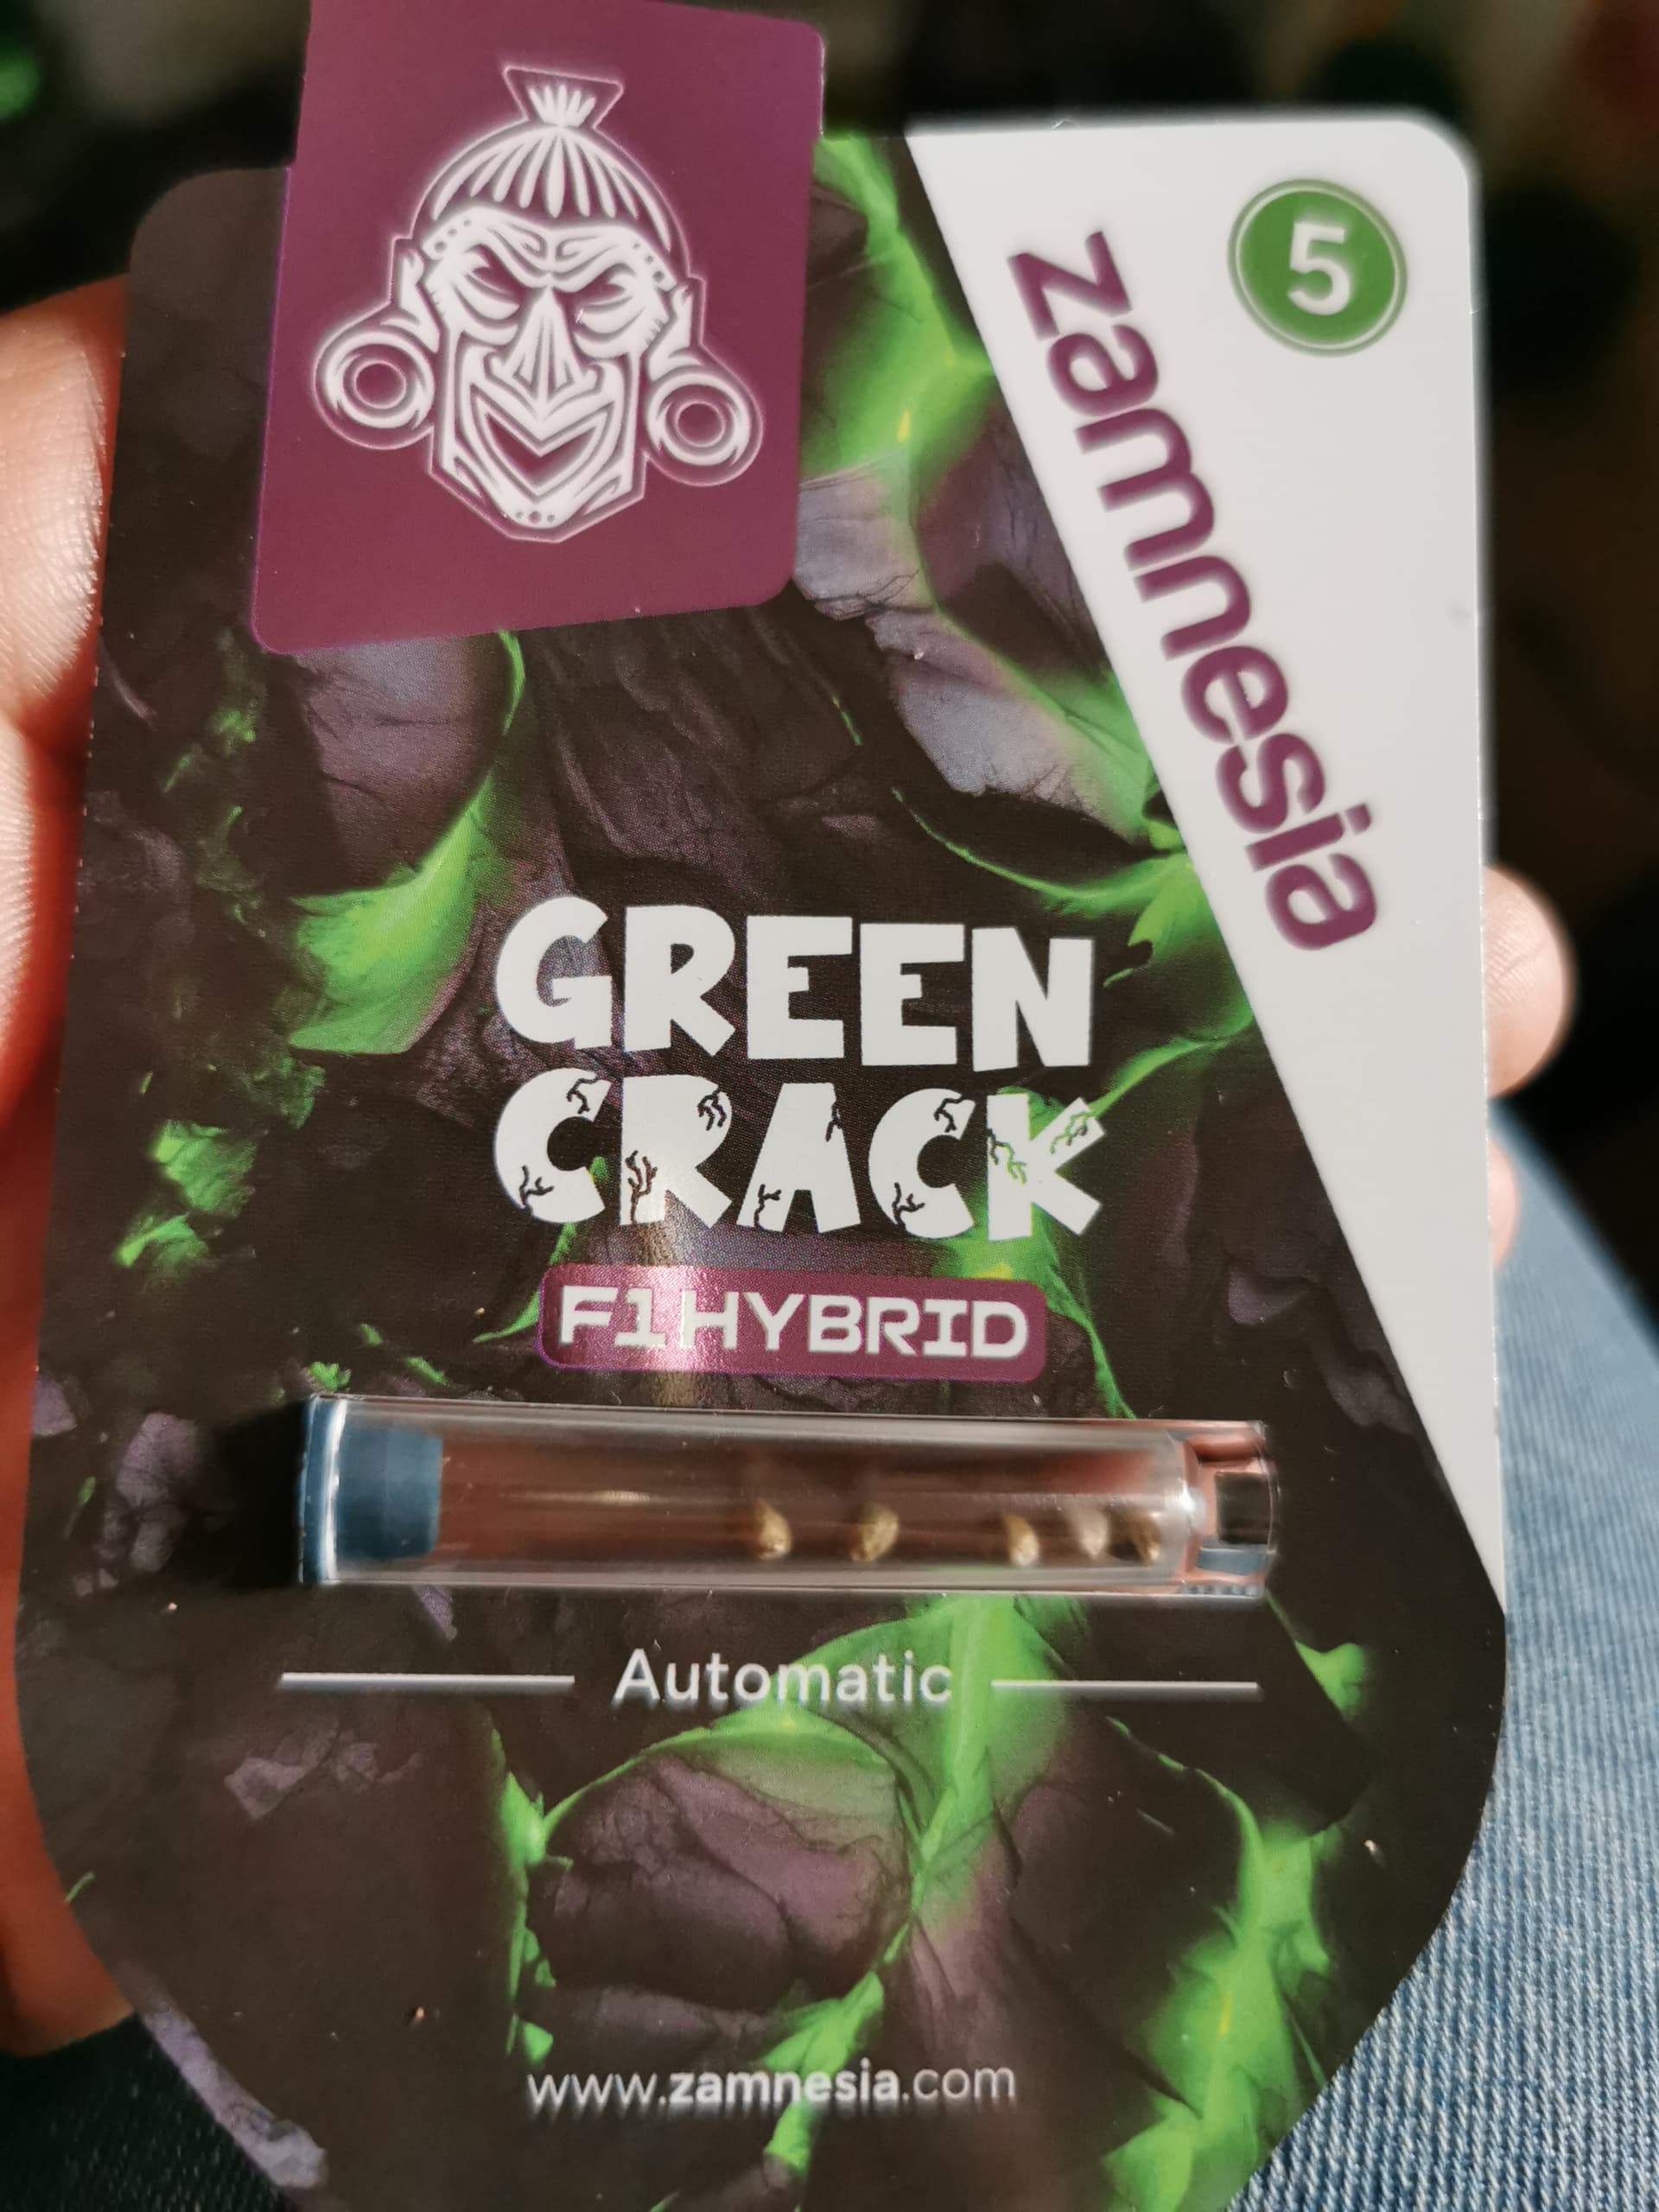 5
zamnesia
GREEN
CRACK
F1 HYBRID
Automatic
www.zamnesia.com